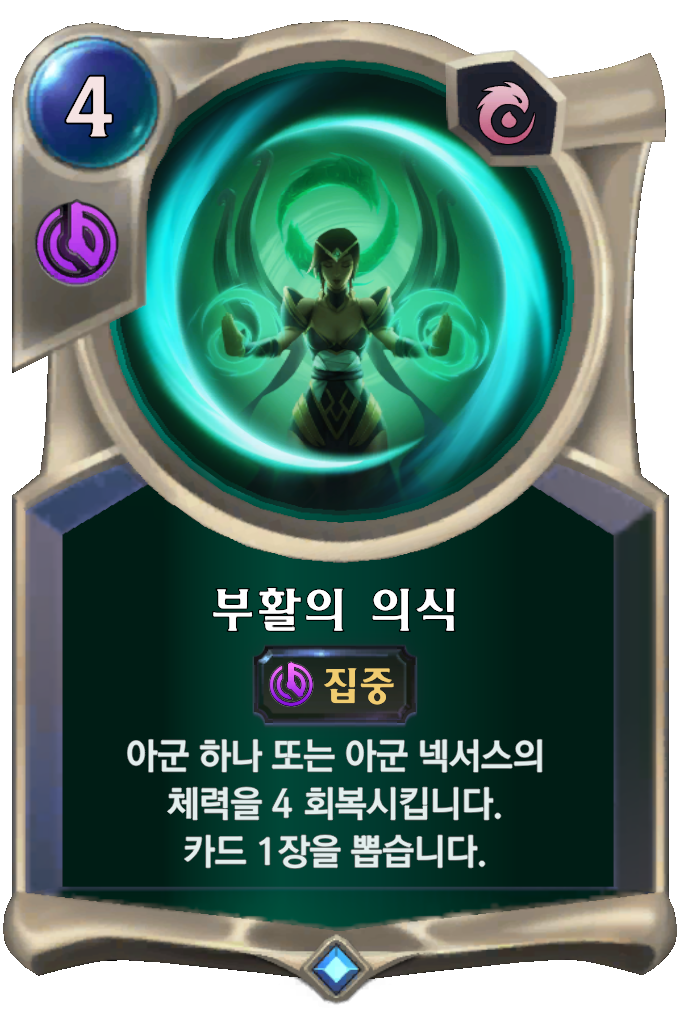 4
부활의 의식
집중
아군 하나 또는 아군 넥서스의
체력을 4 회복시킵니다.
카드 1장을 뽑습니다.